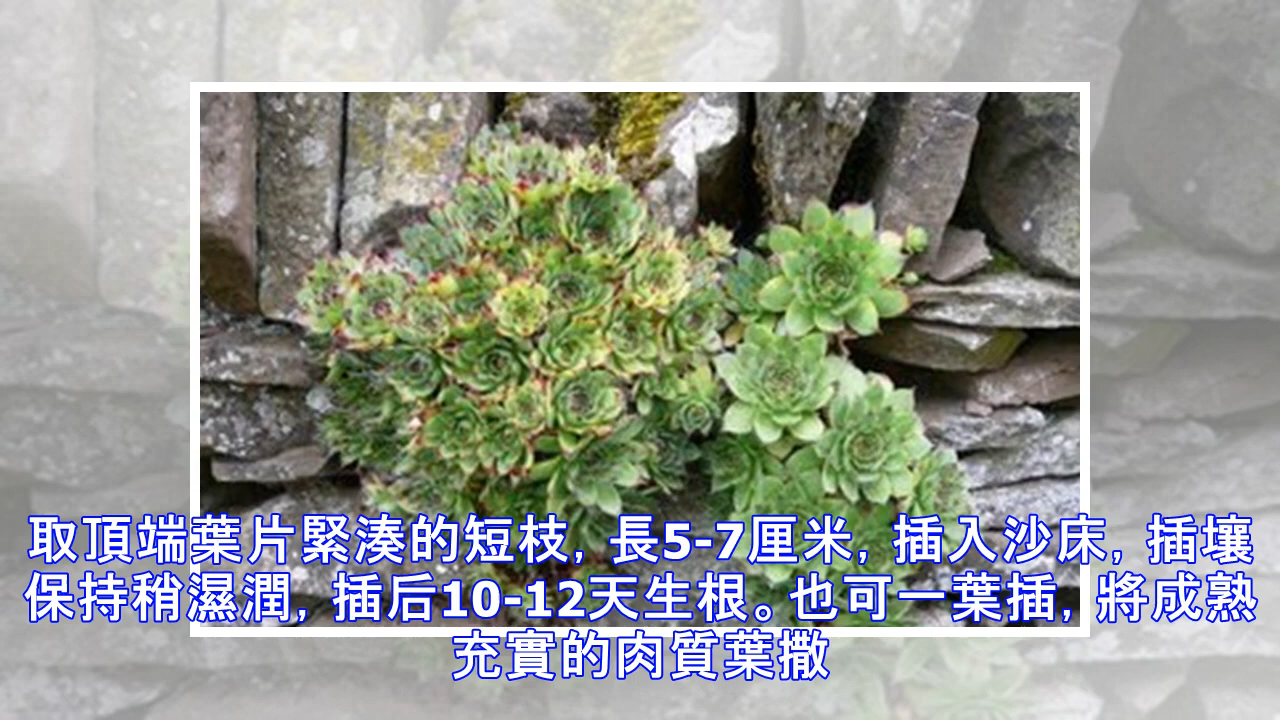 取頂端葉片緊湊的短枝, 長5-7厘米, 插入沙床, 插壤
保持稍濕潤, 插后10-12天生根。也可一葉插, 將成熟
充實的肉質葉撒